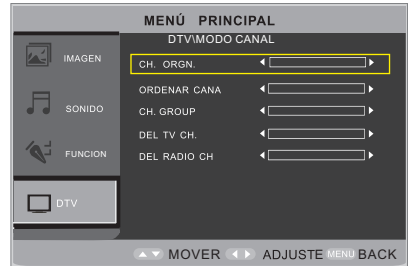 MENÚ PRINCIPAL
DTV\MODO CANAL
IMAGEN
SONIDO
FUNCION
DTV
CH. ORGN.
ORDENAR CANA
CH. GROUP
DEL TV CH.
DEL RADIO CH
MOVER ADJUSTE MENU BACK